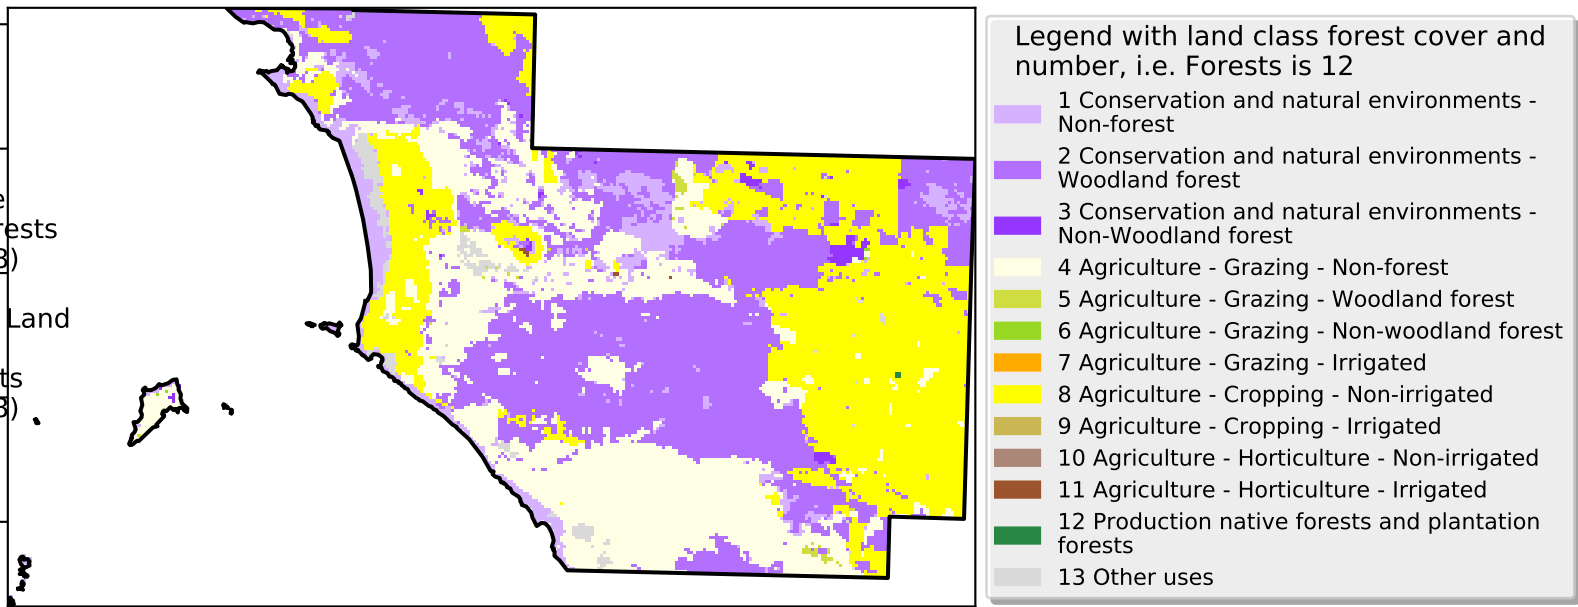 rests
3)
Land
ts
3)
Legend with land class forest cover and
number, i.e. Forests is 12
1 Conservation and natural environments -
Non-forest
2 Conservation and natural environments -
Woodland forest
3 Conservation and natural environments -
Non-Woodland forest
4 Agriculture - Grazing - Non-forest
5 Agriculture - Grazing - Woodland forest
6 Agriculture - Grazing - Non-woodland forest
7 Agriculture - Grazing - Irrigated
8 Agriculture - Cropping - Non-irrigated
9 Agriculture - Cropping - Irrigated
10 Agriculture - Horticulture - Non-irrigated
11 Agriculture - Horticulture - Irrigated
12 Production native forests and plantation
forests
13 Other uses